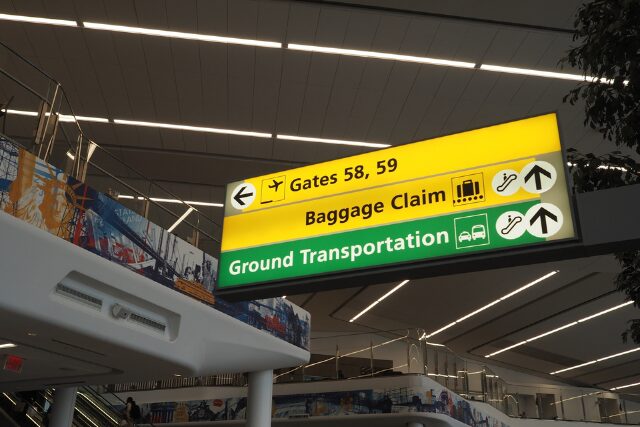 Gates 58, 59
Baggage Claim
Ground Transportation